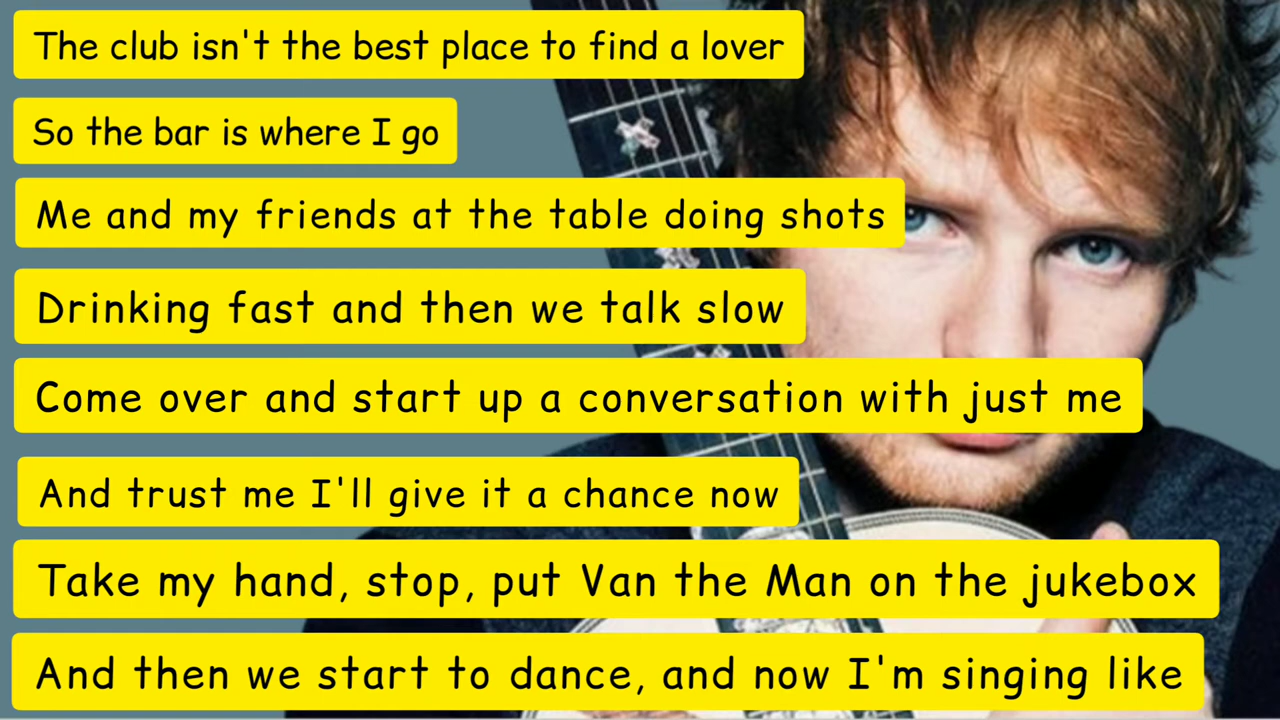 The club isn't the best place to find a lover
So the bar is where I go
Me and my friends at the table doing shots
Drinking fast and then we talk slow
Come over and start up a conversation with just me
And trust me I'll give it a chance now
Take my hand, stop, put Van the Man on the jukebox
And then we start to dance, and now I'm singing like